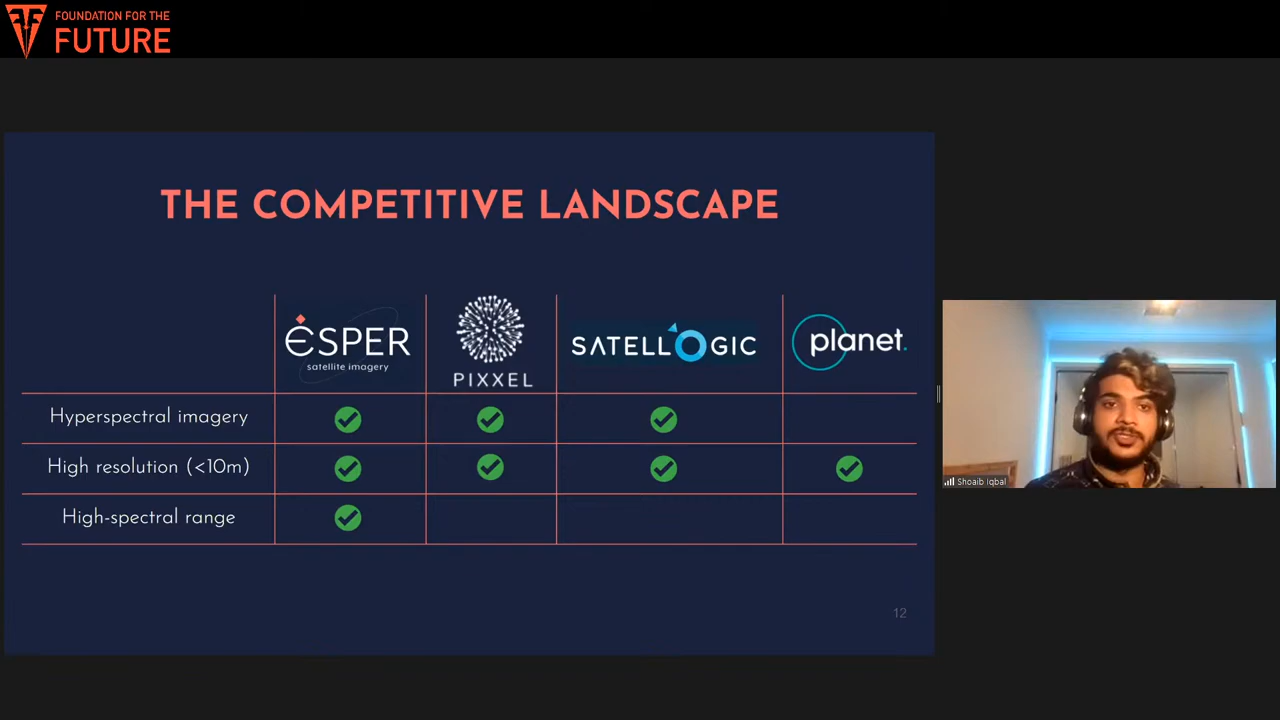 FOUNDATION FOR THE
FUTURE
THE COMPETITIVE LANDSCAPE
ESPER
satellite imagery
PIXXEL
SATELLOGIC
planet.
Hyperspectral imagery
High resolution (<10m)
High-spectral range
12
Shoaib Iqbal